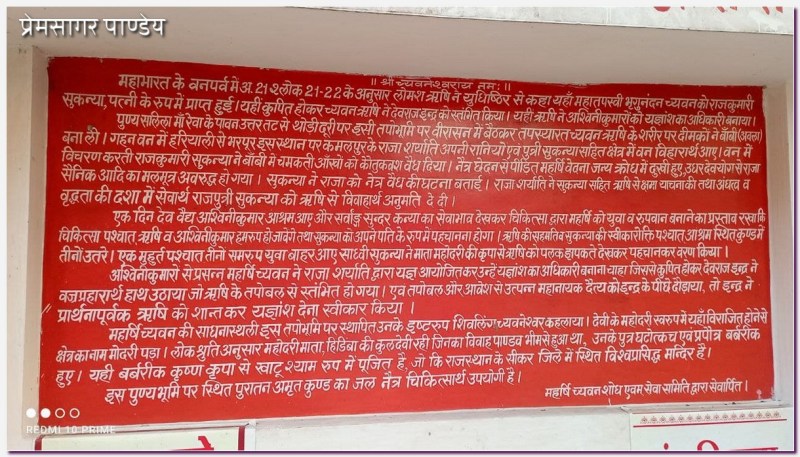 प्रेमसागर पाण्डेय
।। श्री च्यवनेश्वराय नमः ।।
महाभारत के वनपर्व में अ. 21 श्लोक 21-22 के अनुसार लोमश ऋषि ने युधिष्ठिर से कहा यहाँ महातपस्वी भृगुनंदन च्यवन को राजकुमारी
सुकन्या, पत्नी के रुप में प्राप्त हुई। यहीं कुपित होकर च्यवन ऋषि ने देवराज इन्द्र को स्तंभित किया। यहीं ऋषि ने अश्विनी कुमारों को यज्ञांश का अधिकारी बनाया।
पुण्य सलिला माँ रेवा के पावन उत्तर तट से थोड़ी दूरी पर इसी तपोभूमि पर वीरासन में बैठकर तपस्यारत च्यवन ऋषि के शरीर पर दीमकों ने बाँबी
बना ली। गहन वन में हरियाली से भरपूर इस स्थान पर केमलपुर के राजा शर्याति अपनी रानियों एवं पुत्री सुकन्या सहित क्षेत्र में वन विहारार्थ आए। वन में
विचरण करती राजकुमारी सुकन्या ने बाँबी में चमकती आँखो को कौतुकवश वैध दिया। नैत्र छेदन से पीड़ित महर्षि वेदना जन्य क्रोध में दुखी हुए, उधर देवयोग से राजा
सैनिक आदि का मलमूत्र अवरुद्ध हो गया। सुकन्या ने राजा को नैत्र वैध की घटना बताई। राजा शर्याति ने सुकन्या सहित ऋषि से क्षमा याचना की तथा अंधत्व व
वृद्धता की दशा में सेवार्थ राजपुत्री सुकन्या को ऋषि से विवाहार्थ अनुमति दे दी।
एक दिन देव वैद्य अश्विनीकुमार आश्रम आए और सर्वाङ्ग सुन्दर कन्या का सेवाभाव देखकर चिकित्सा द्वारा महर्षि को युवा व रुपवान बनाने का प्रस्ताव रखा कि
चिकित्सा पश्चात ऋषि व अश्विनीकुमार हमरुप हो जावेंगे तथा सुकन्या को अपने पति के रुप में पहचानना होगा। ऋषि की सहमति व सुकन्या की स्वीकारोक्ति पश्चात आश्रम स्थित कुण्ड में
तीनों उतरे। एक मुहूर्त पश्चात तीनो समरुप युवा बाहर आए साध्वी सुकन्या ने माता महोदरी की कृपा से ऋषि को पलक झपकते देखकर पहचानकर वरण किया।
अश्विनीकुमारो से प्रसन्न महर्षि च्यवन ने राजा शर्याति द्वारा यज्ञ आयोजित कर उन्हें यज्ञांश का अधिकारी बनाना चाहा जिससे कुपित होकर देवराज इन्द्र ने
वज्र प्रहारार्थ हाथ उठाया जो ऋषि के तपोबल से स्तंभित हो गया। एवं तपोबल और आवेश से उत्पन्न महानायक दैत्य को इन्द्र के पीछे दौड़ाया, तो इन्द्र ने
प्रार्थनापूर्वक ऋषि को शान्त कर यज्ञांश देना स्वीकार किया।
महर्षि च्यवन की साधनास्थली इस तपोभूमि पर स्थापित उनके इष्टरुप शिवलिंग च्यवनेश्वर कहलाया। देवी के महोदरी स्वरुप में यहाँ विराजित होने से
क्षेत्र का नाम मोदरी पड़ा। लोक श्रुति अनुसार महोदरी माता, हिडिंबा की कुलदेवी रही जिनका विवाह पाण्डव भीम से हुआ था, उनके पुत्र घटोत्कच एवं प्रपौत्र बर्बरीक
हुए। यही बर्बरीक कृष्ण कृपा से खाटू श्याम रुप में पूजित है, जो कि राजस्थान के सीकर जिले में स्थित विश्वप्रसिद्ध मन्दिर है।
इस पुण्य भूमि पर स्थित पुरातन अमृत कुण्ड का जल नैत्र चिकित्सार्थ उपयोगी है।
महर्षि च्यवन शोध एवम सेवा समिति द्वारा सेवार्पित।
REDMI 10 PRIME